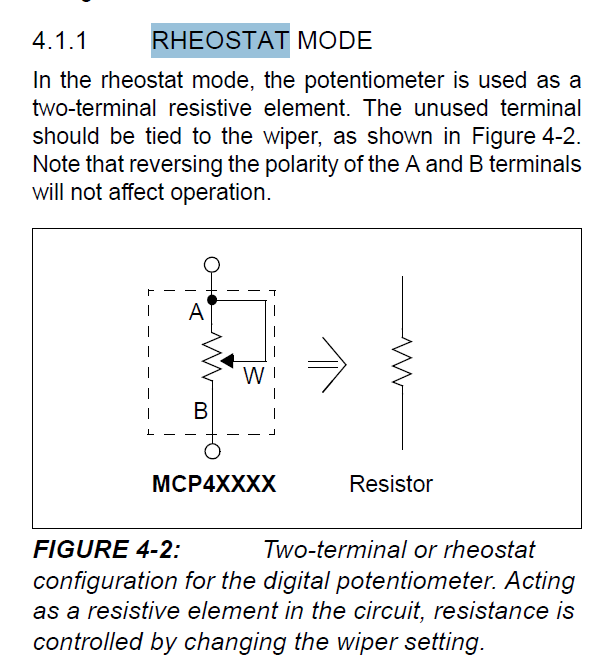 4.1.1 RHEOSTAT MODE
In the rheostat mode, the potentiometer is used as a
two-terminal resistive element. The unused terminal
should be tied to the wiper, as shown in Figure 4-2.
Note that reversing the polarity of the A and B terminals
will not affect operation.
A
W
B
MCP4XXXX Resistor
FIGURE 4-2: Two-terminal or rheostat
configuration for the digital potentiometer. Acting
as a resistive element in the circuit, resistance is
controlled by changing the wiper setting.